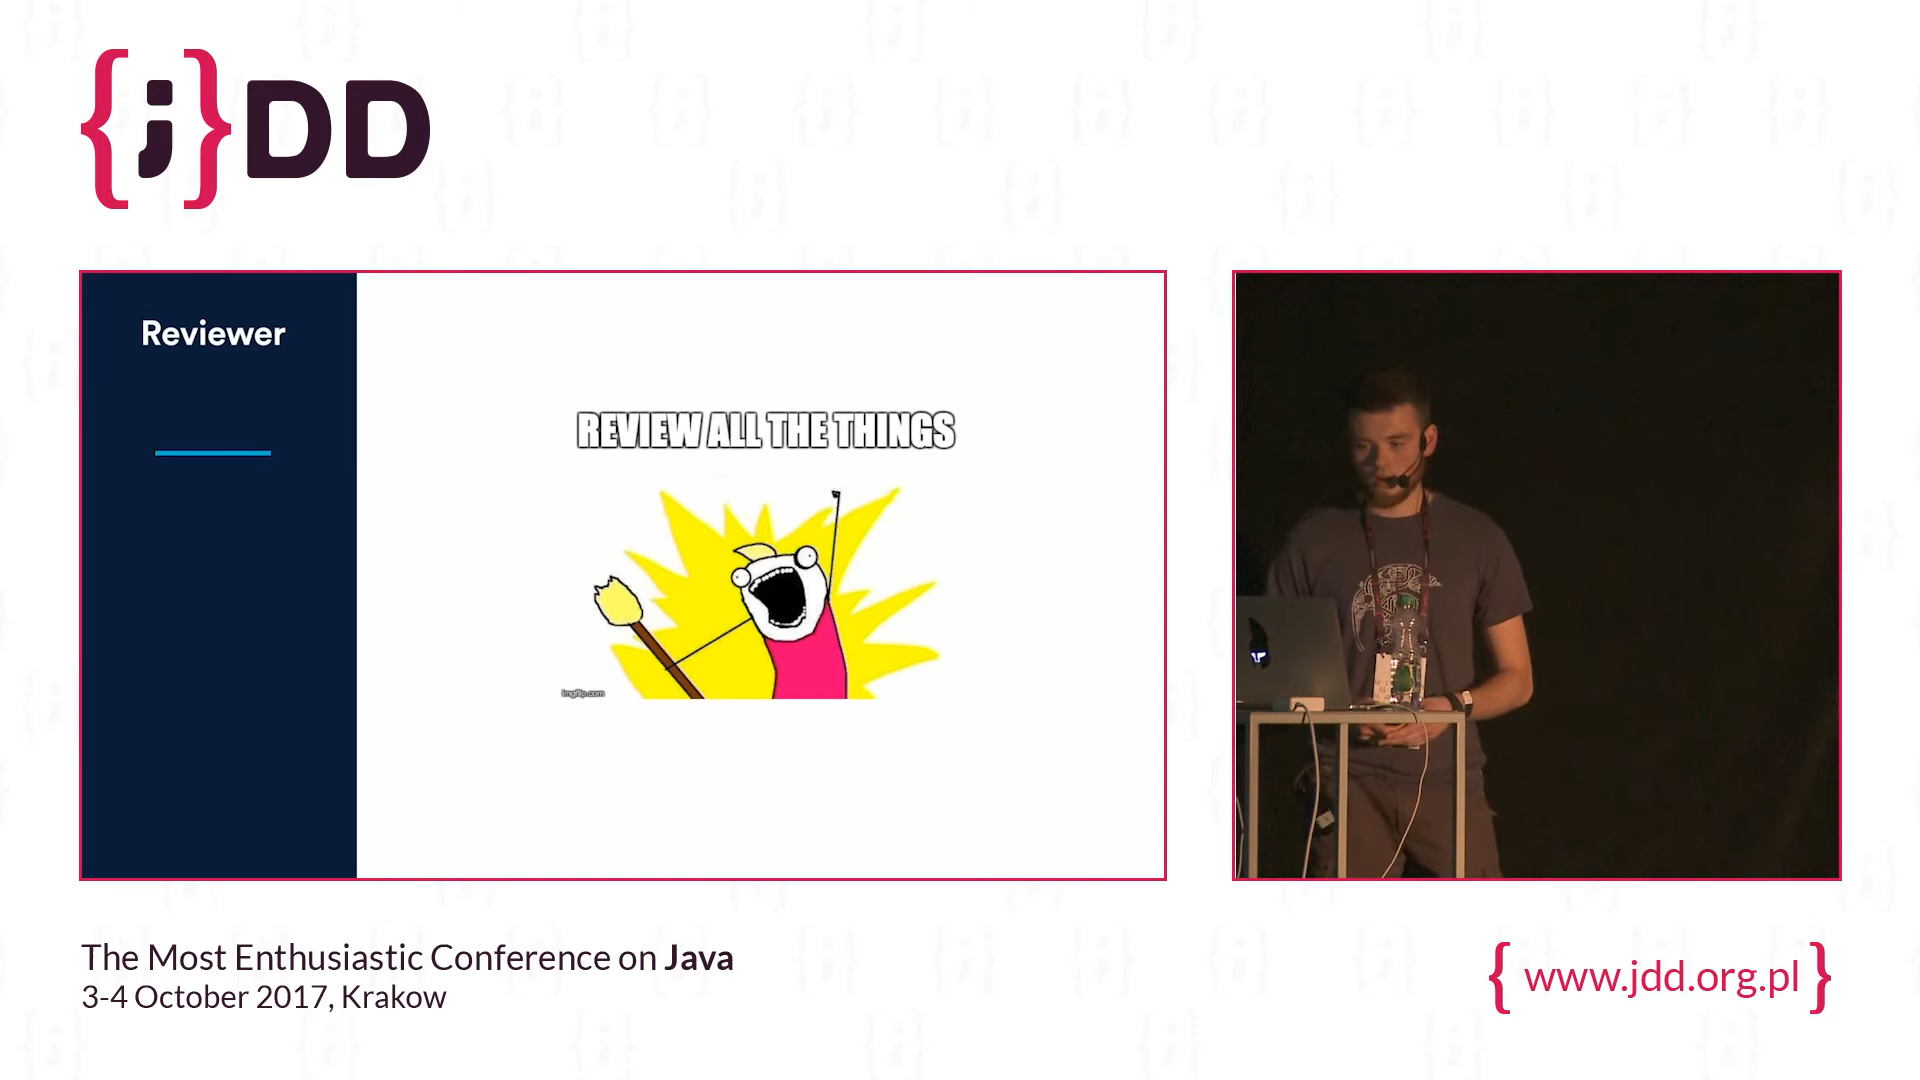 {;}DD
Reviewer
REVIEW ALL THE THINGS
imgflip.com
The Most Enthusiastic Conference on Java
3-4 October 2017, Krakow
{ www.jdd.org.pl }